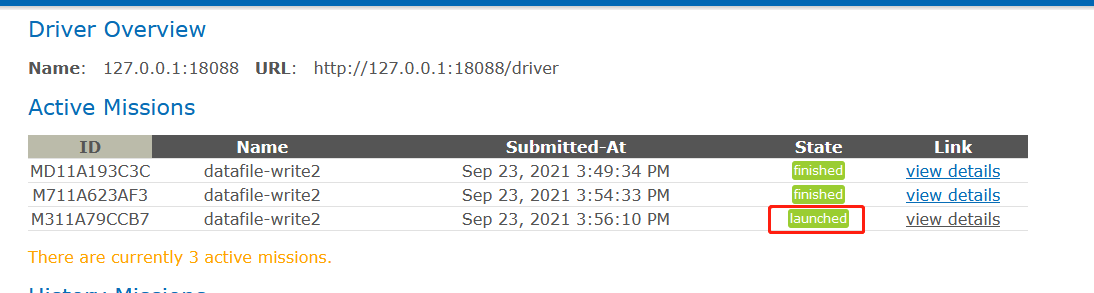 Driver Overview
Name: 127.0.0.1:18088 URL: http://127.0.0.1:18088/driver
Active Missions
ID Name Submitted-At State Link
MD11A193C3C datafile-write2 Sep 23, 2021 3:49:34 PM finished view details
M711A623AF3 datafile-write2 Sep 23, 2021 3:54:33 PM finished view details
M311A79CCB7 datafile-write2 Sep 23, 2021 3:56:10 PM launched view details
There are currently 3 active missions.
History Missions